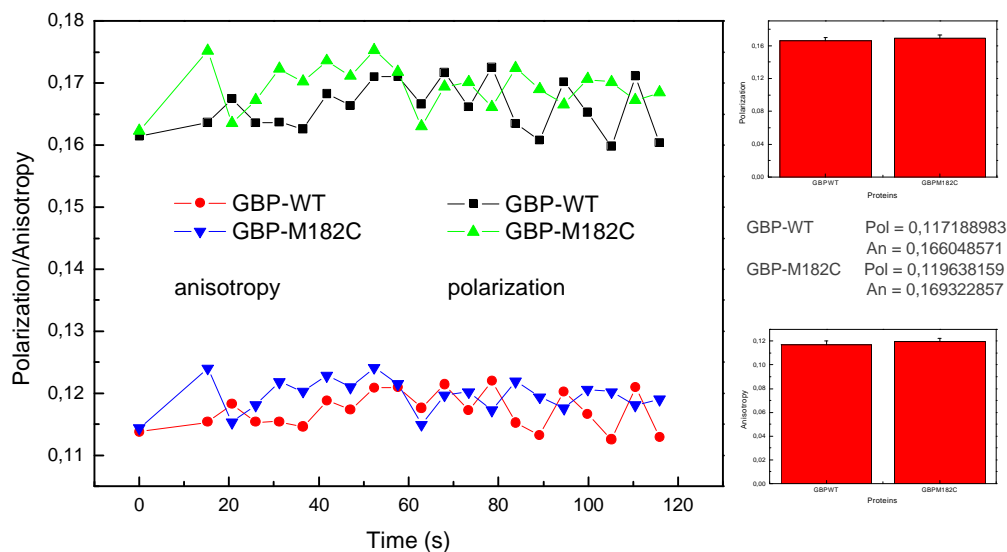 0,18
0,17
0,16
0,15
0,14
0,13
0,12
0,11
Polarization/Anisotropy
GBP-WT
GBP-M182C
GBP-WT
GBP-M182C
anisotropy
polarization
0
20
40
60
80
100
120
Time (s)
0,16
0,12
0,08
0,04
0,00
Polarization
GBPWT
GBPM182C
Proteins
GBP-WT Pol = 0,117188983
An = 0,166048571
GBP-M182C Pol = 0,119638159
An = 0,169322857
0,12
0,10
0,08
0,06
0,04
0,02
0,00
Anisotropy
GBPWT
GBPM182C
Proteins